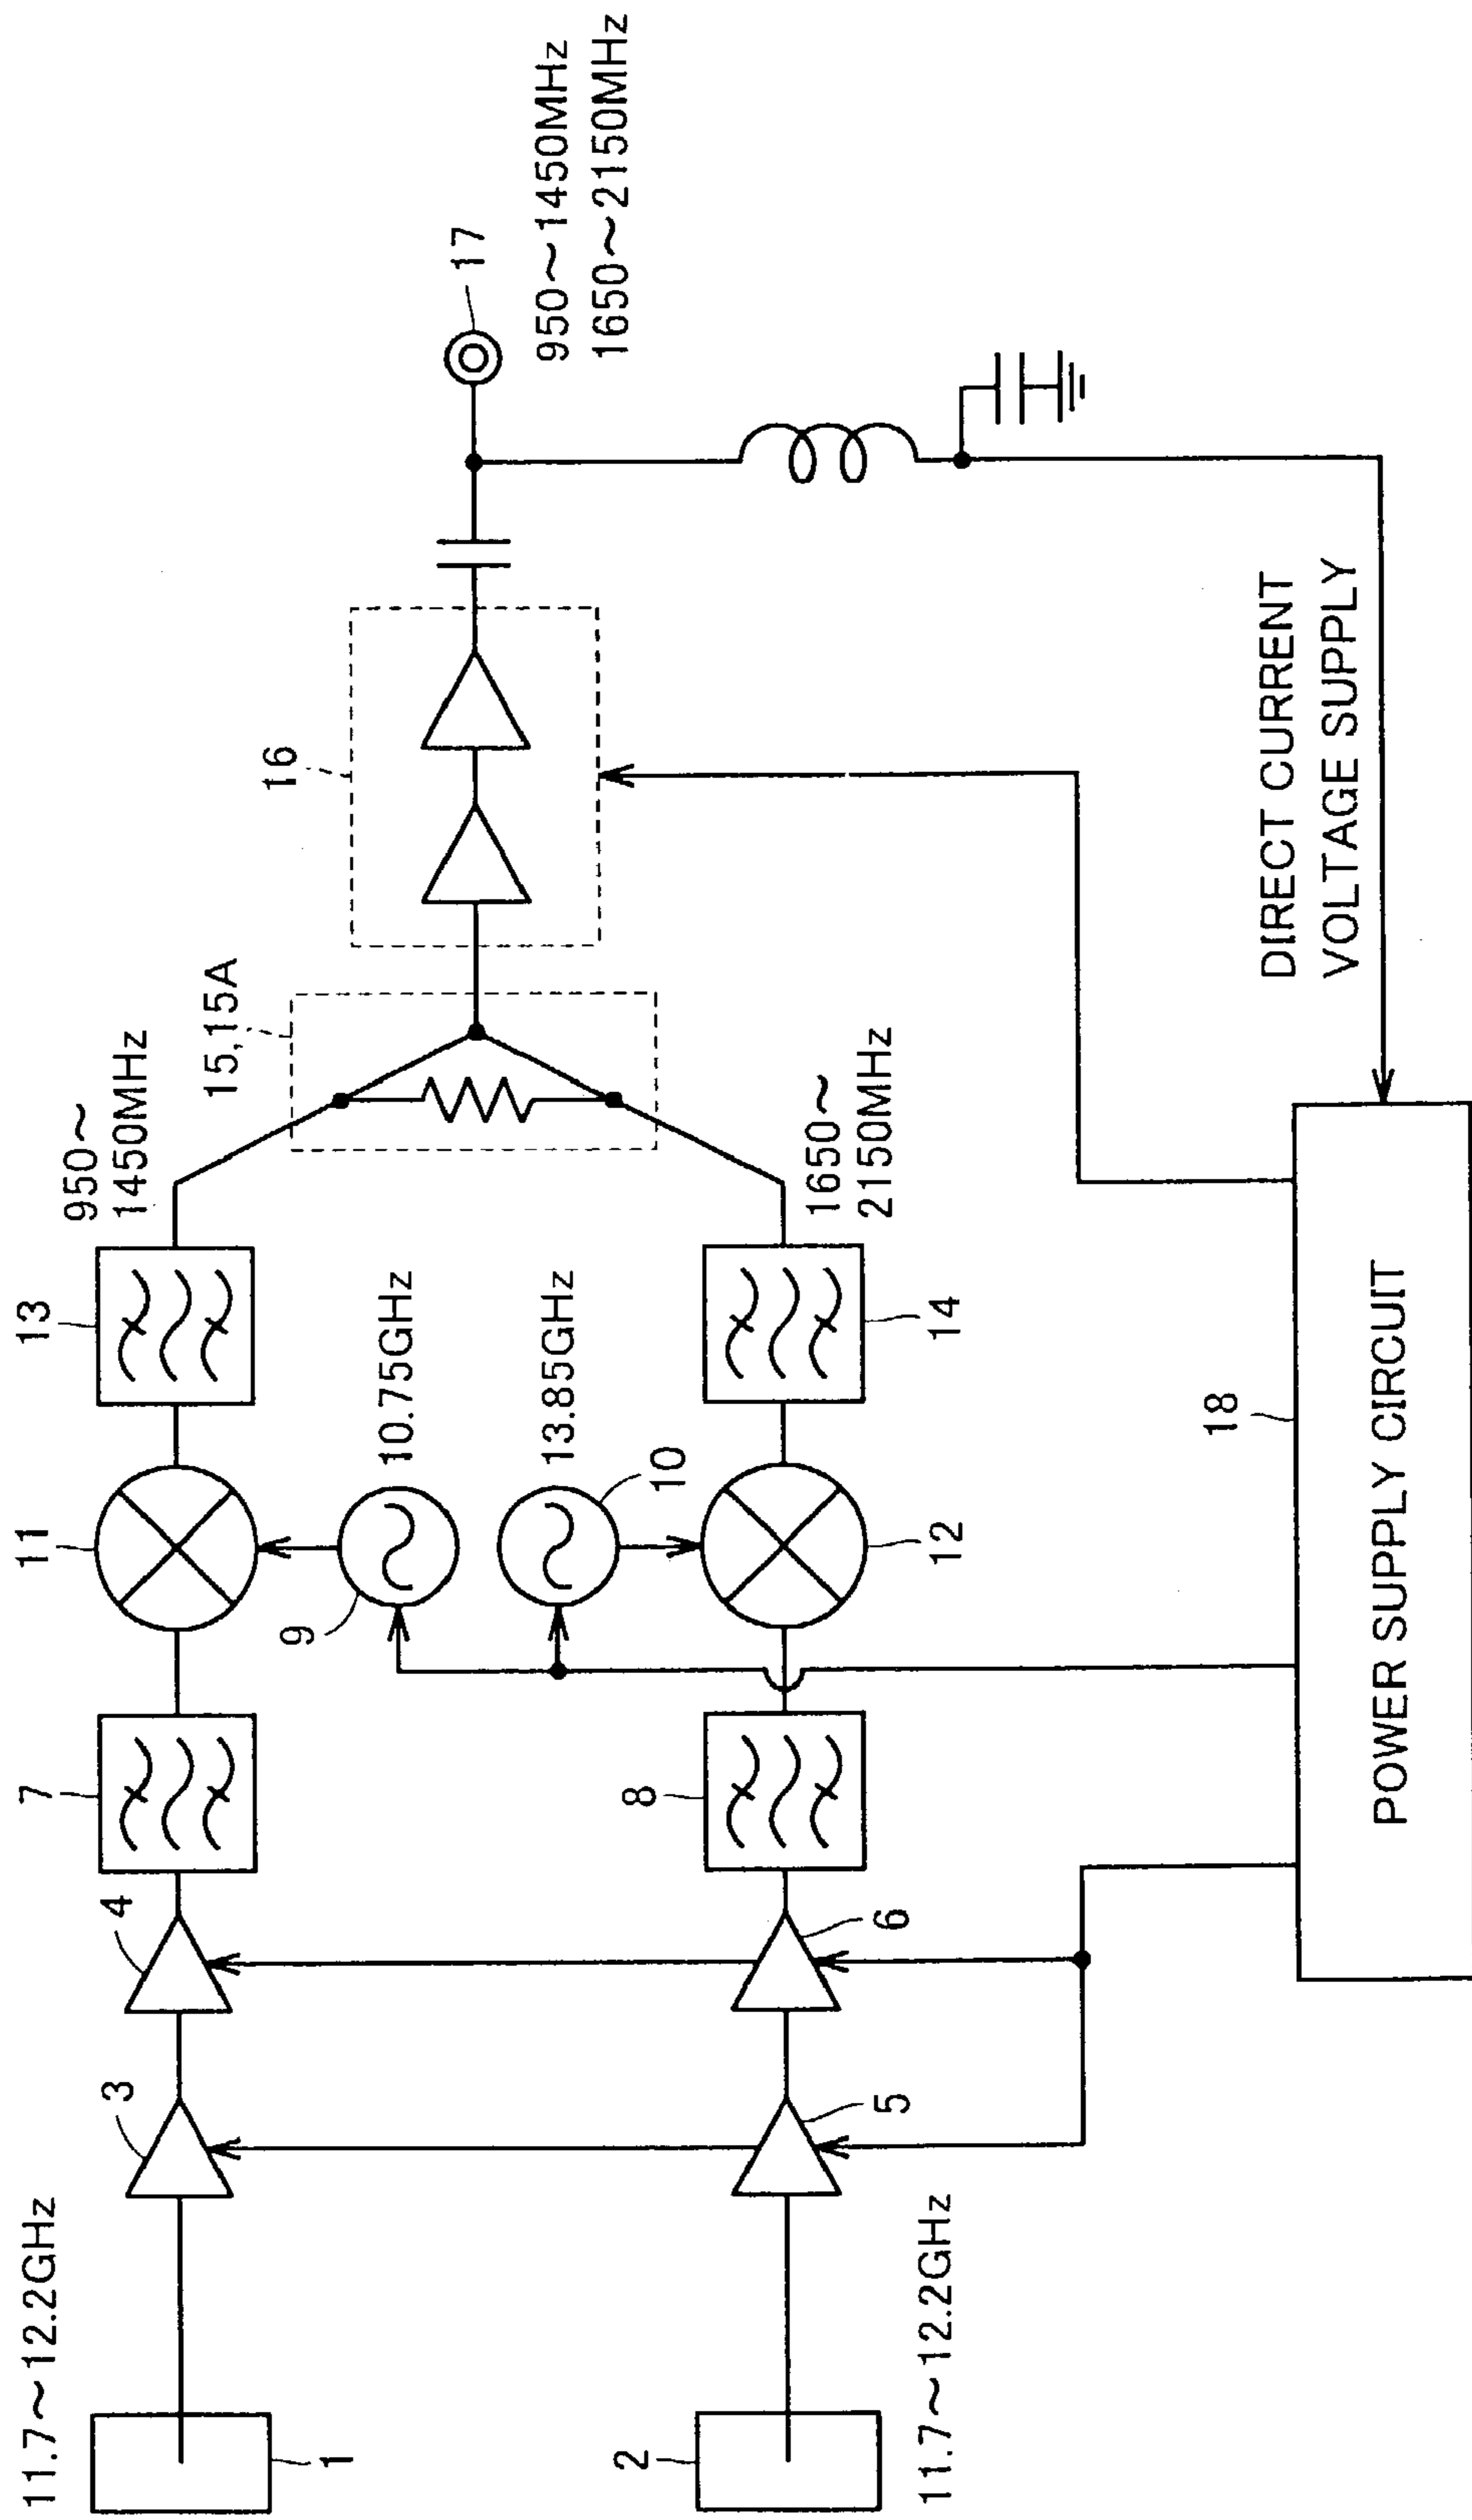 11.7~12.2GHz
1
3
4
7
11
13
950~
1450MHz
9
10.75GHz
15,15A
16
17
950~1450MHz
1650~2150MHz
13.85GHz
10
2
11.7~12.2GHz
5
6
8
12
14
1650~
2150MHz
18
POWER SUPPLY CIRCUIT
DIRECT CURRENT
VOLTAGE SUPPLY